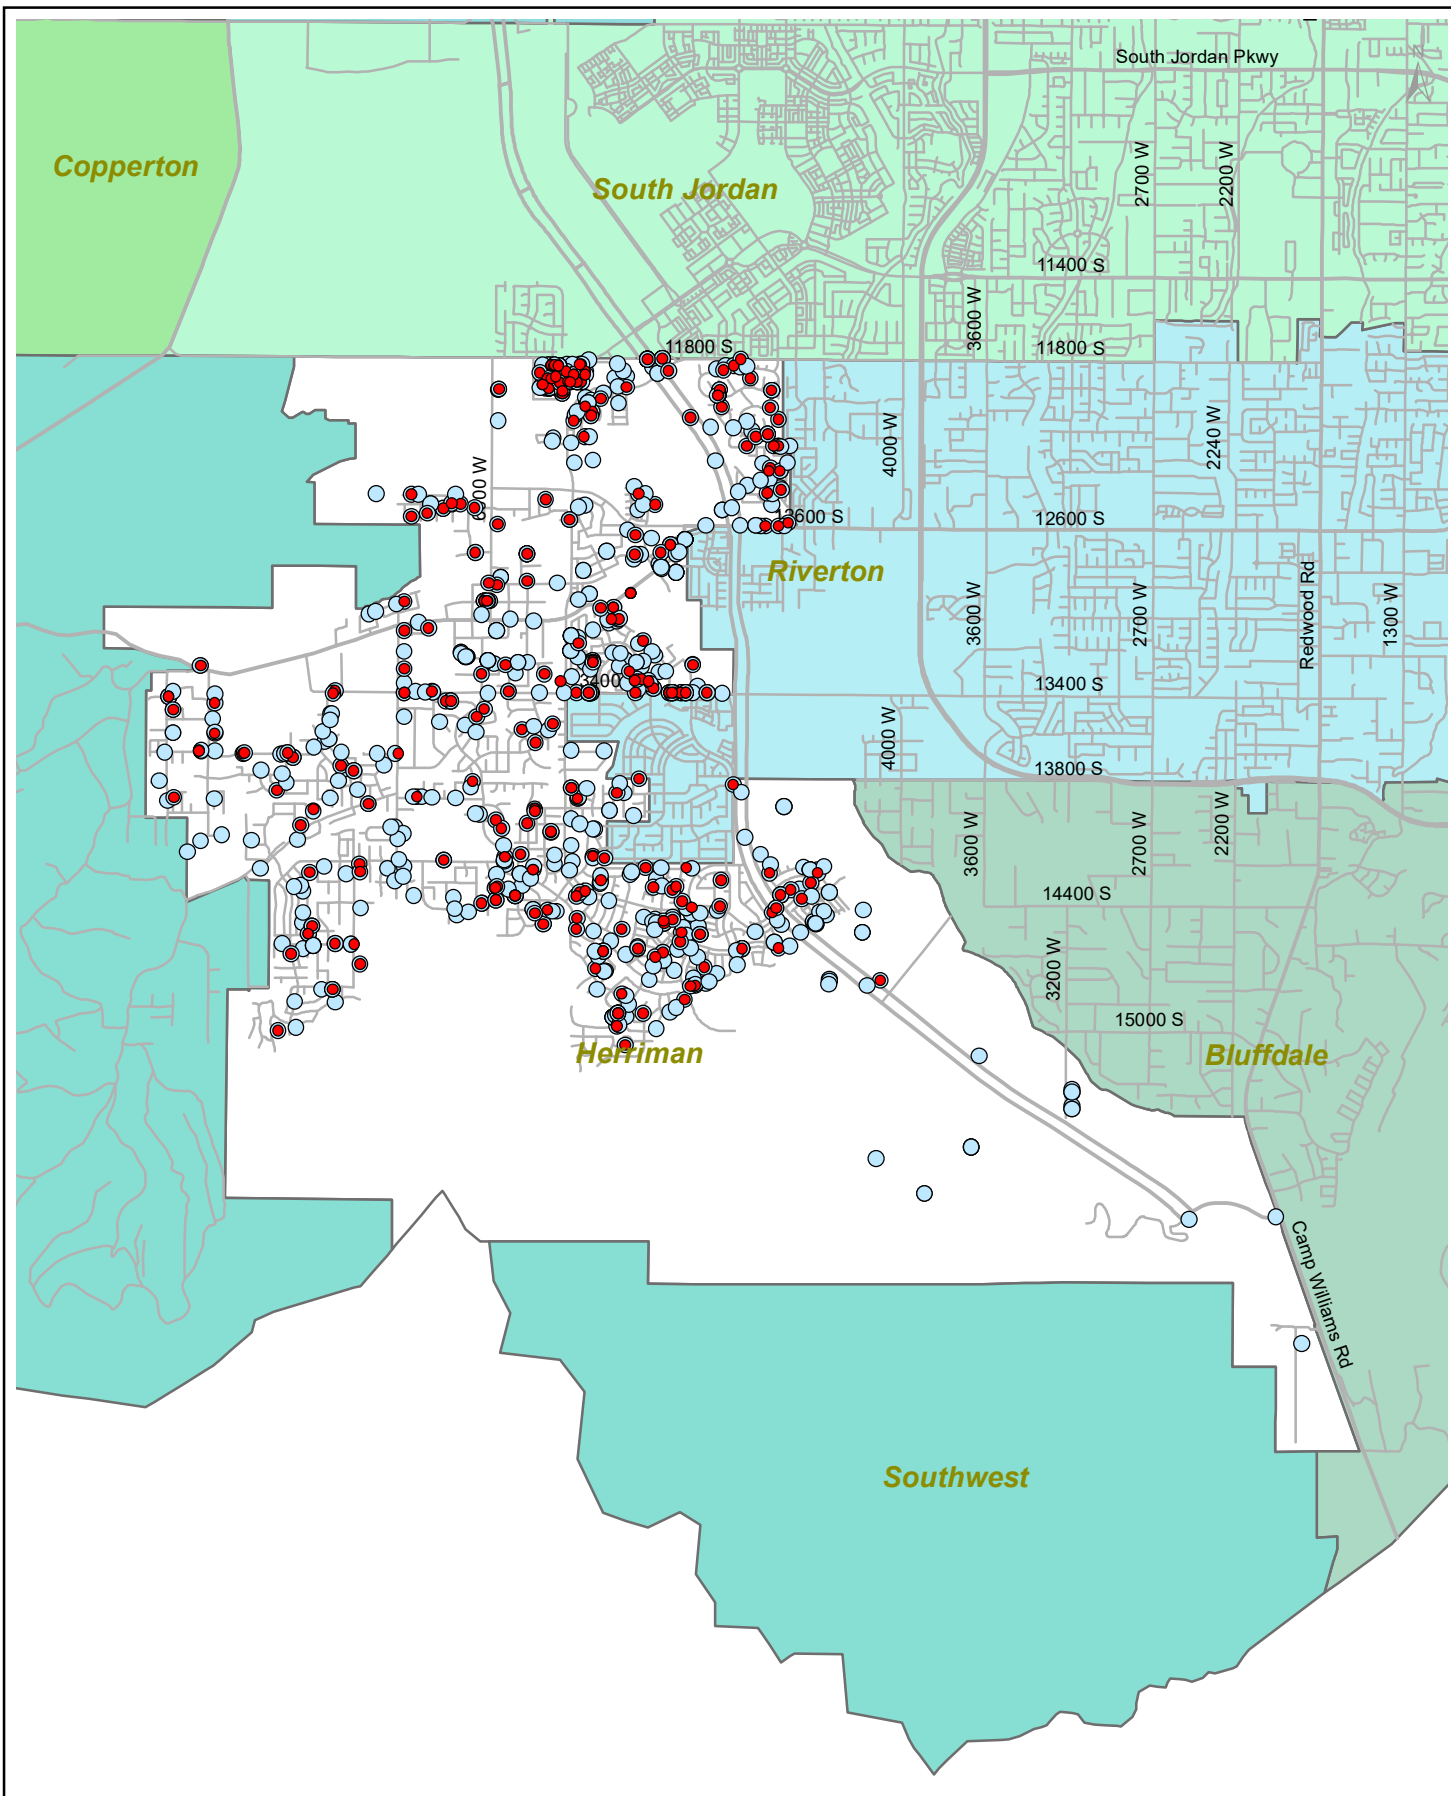 South Jordan Pkwy
Copperton
South Jordan
2700 W
2200 W
11400 S
3600 W
11800 S
11800 S
4000 W
2240 W
12600 S
12600 S
Riverton
3600 W
2700 W
Redwood Rd
1300 W
13400 S
4000 W
13800 S
3600 W
2700 W
2200 W
14400 S
3200 W
15000 S
Herriman
Bluffdale
Camp Williams Rd
Southwest